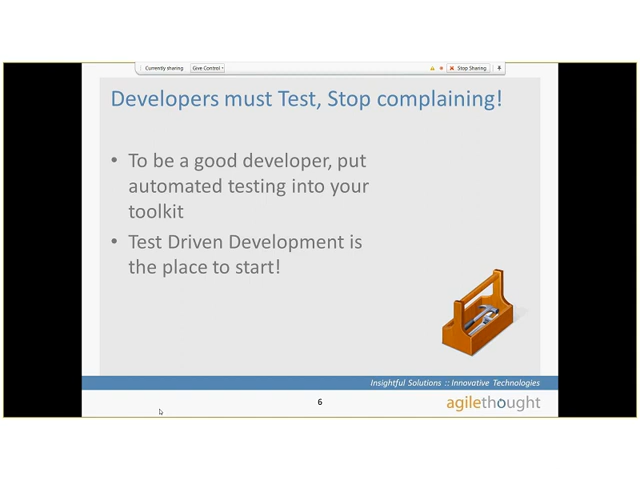 Currently sharing Give Control Stop Sharing
Developers must Test, Stop complaining!
• To be a good developer, put
automated testing into your
toolkit
• Test Driven Development is
the place to start!
Insightful Solutions :: Innovative Technologies
6
agilethought